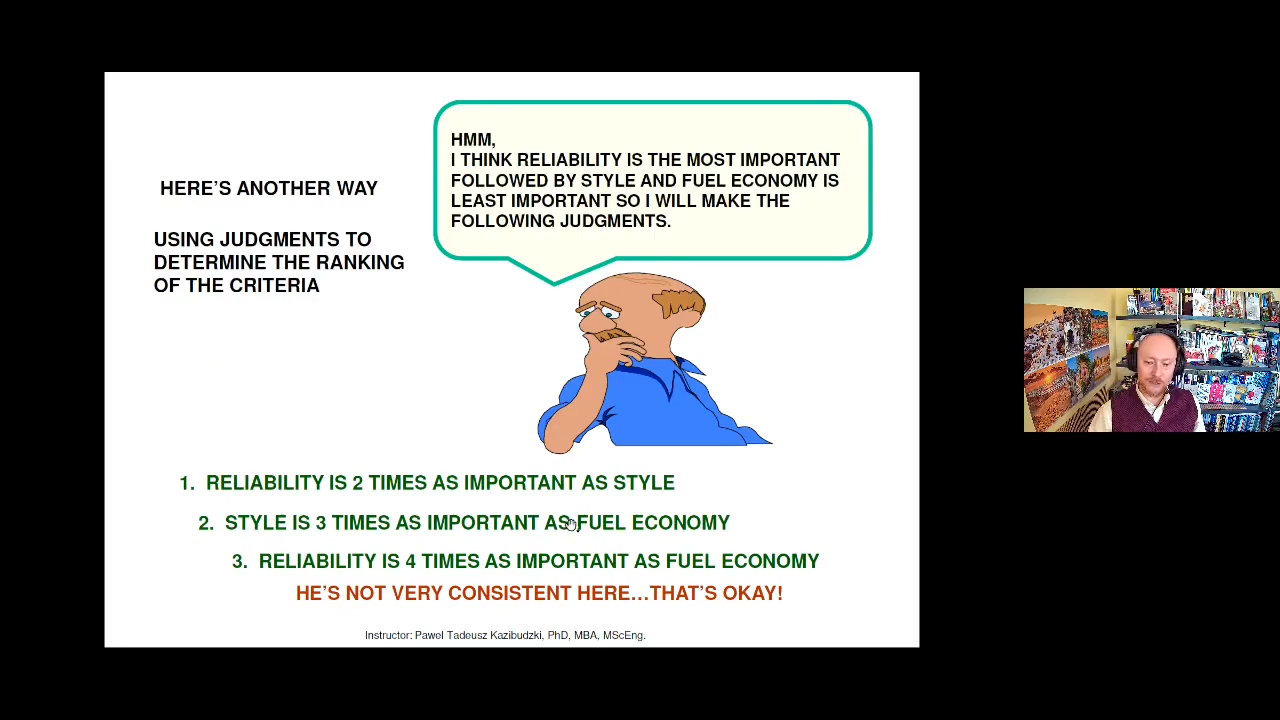 HERE'S ANOTHER WAY
USING JUDGMENTS TO
DETERMINE THE RANKING
OF THE CRITERIA
HMM,
I THINK RELIABILITY IS THE MOST IMPORTANT
FOLLOWED BY STYLE AND FUEL ECONOMY IS
LEAST IMPORTANT SO I WILL MAKE THE
FOLLOWING JUDGMENTS.
1. RELIABILITY IS 2 TIMES AS IMPORTANT AS STYLE
2. STYLE IS 3 TIMES AS IMPORTANT AS FUEL ECONOMY
3. RELIABILITY IS 4 TIMES AS IMPORTANT AS FUEL ECONOMY
HE'S NOT VERY CONSISTENT HERE...THAT'S OKAY!
Instructor: Pawel Tadeusz Kazibudzki, PhD, MBA, MScEng.